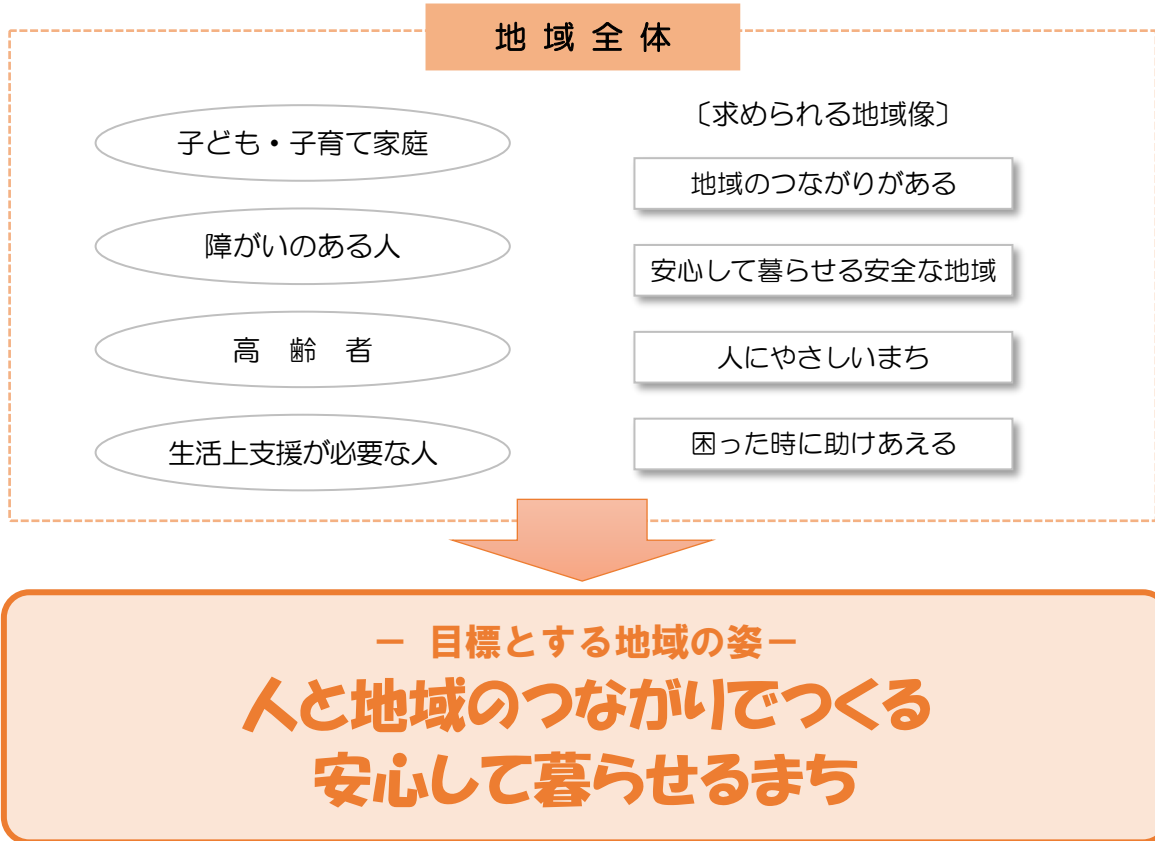 地 域 全 体
子ども・子育て家庭
障がいのある人
高　齢　者
生活上支援が必要な人
〔求められる地域像〕
地域のつながりがある
安心して暮らせる安全な地域
人にやさしいまち
困った時に助けあえる
－ 目標とする地域の姿－
人と地域のつながりでつくる
安心して暮らせるまち